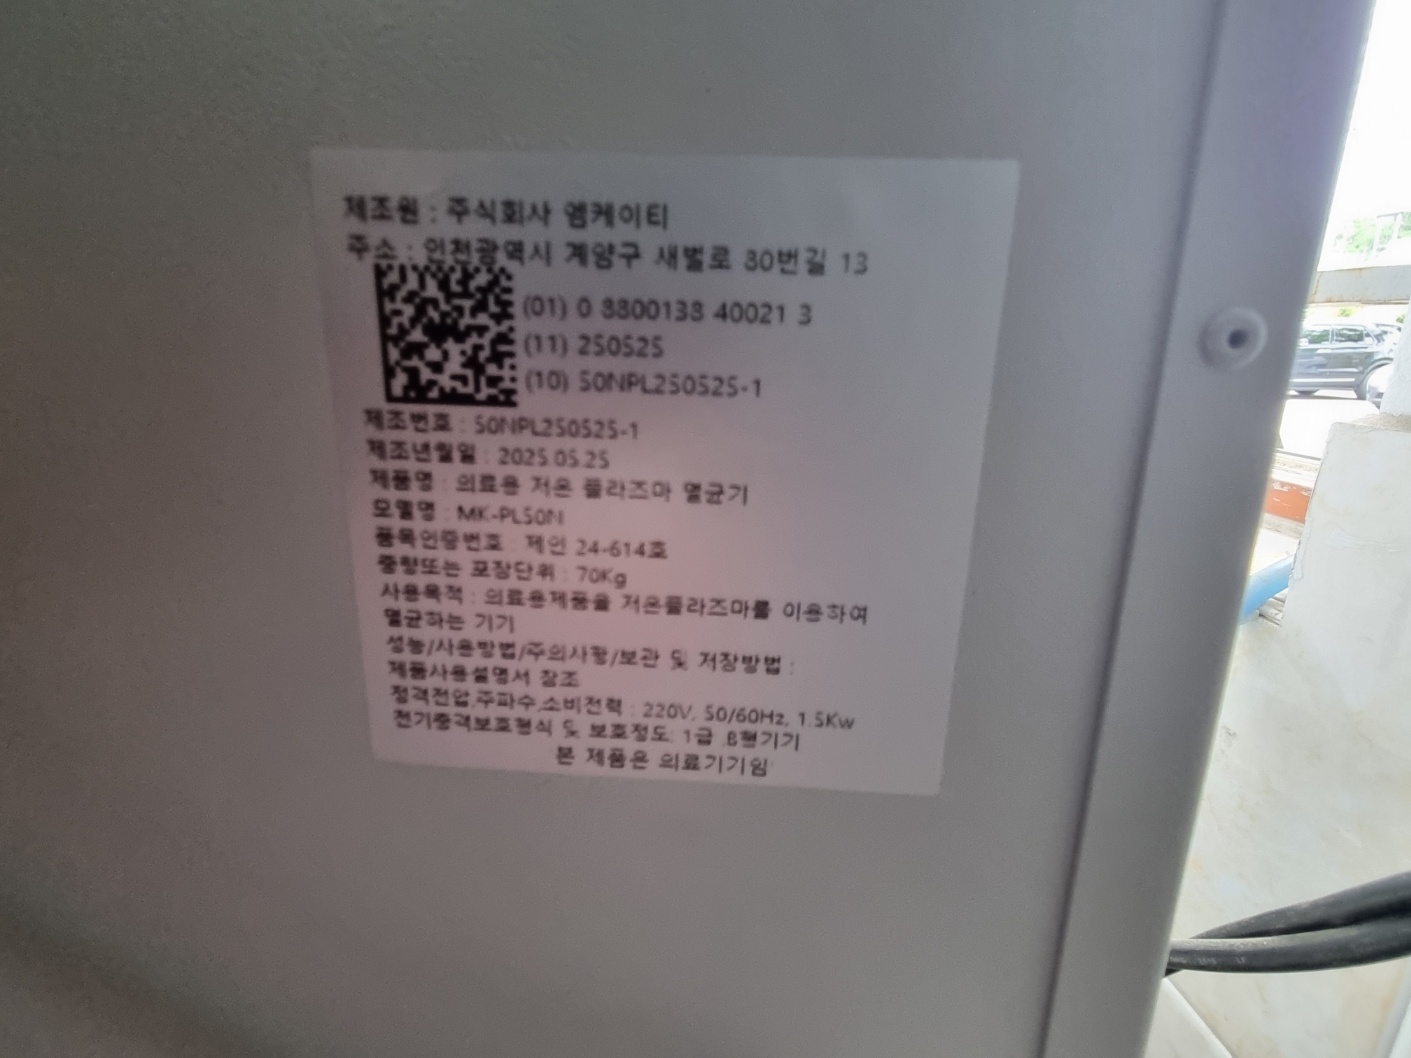 제조원 : 주식회사 엠케이티
주소 : 인천광역시 계양구 새벌로 80번길 13
(01) 0 8800138 40021 3
(11) 250525
(10) 50NPL250525-1
제조번호 : 50NPL250525-1
제조년월일 : 2025.05.25
제품명 : 의료용 저온 플라즈마 멸균기
모델명 : MK-PL50N
품목인증번호 : 제인 24-614호
중량또는 포장단위 : 70Kg
사용목적 : 의료용제품을 저온플라즈마를 이용하여
멸균하는 기기
성능/사용방법/주의사항/보관 및 저장방법 :
제품사용설명서 참조
정격전압,주파수,소비전력 : 220V, 50/60Hz, 1.5Kw
전기충격보호형식 및 보호정도: 1급 ,B형기기
본 제품은 의료기기임